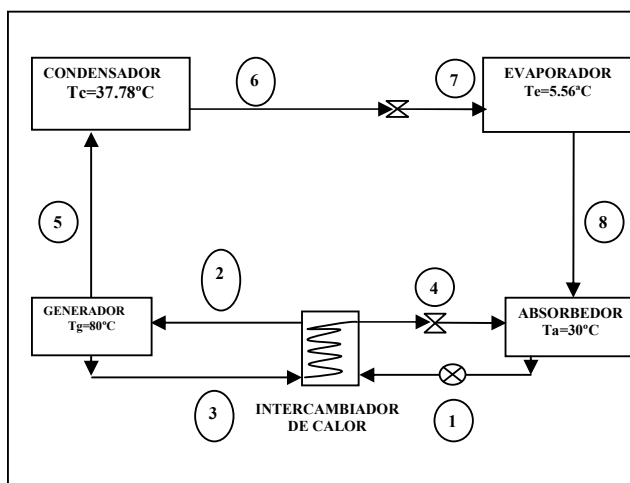 CONDENSADOR
Tc=37.78ºC
6
7
EVAPORADOR
Te=5.56ªC
5
8
2
4
GENERADOR
Tg=80ºC
ABSORBEDOR
Ta=30ºC
3
INTERCAMBIADOR
DE CALOR
1